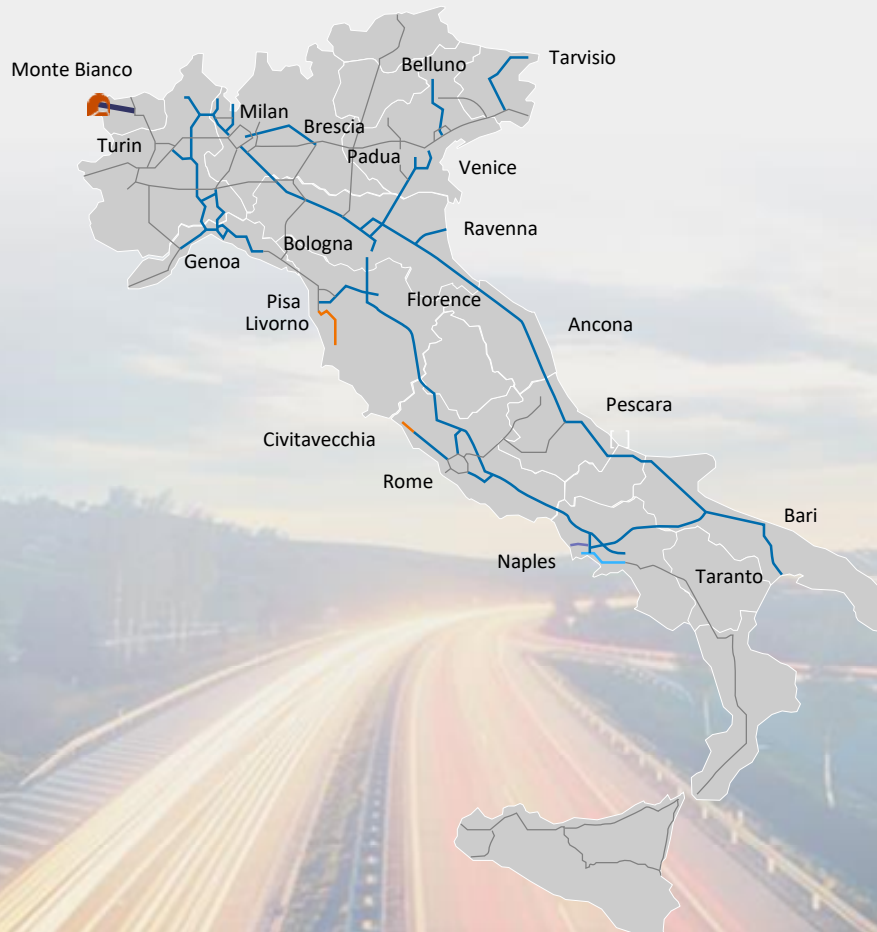 Tarvisio
Belluno
Monte Bianco
Milan
Brescia
Turin
Padua
Venice
Ravenna
Bologna
Genoa
Florence
Pisa
Livorno
Ancona
Pescara
Civitavecchia
Rome
Bari
Naples
Taranto